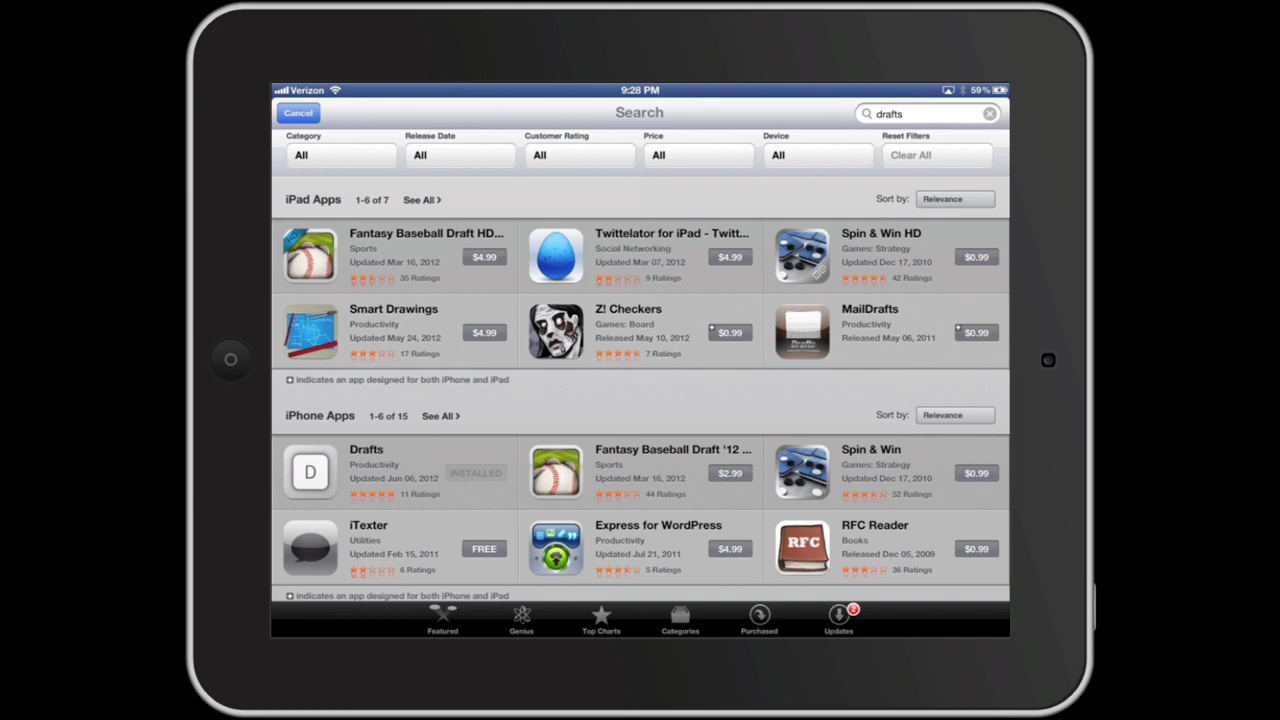 Verizon 9:28 PM 59%
Cancel Search drafts
Category Release Date Customer Rating Price Device Reset Filters
All All All All All Clear All
iPad Apps 1-6 of 7 See All > Sort by: Relevance
Fantasy Baseball Draft HD...
Sports
Updated Mar 16, 2012
35 Ratings
$4.99
Twittelator for iPad - Twitt...
Social Networking
Updated Mar 07, 2012
9 Ratings
$4.99
Spin & Win HD
Games: Strategy
Updated Dec 17, 2010
42 Ratings
$0.99
Smart Drawings
Productivity
Updated May 24, 2012
17 Ratings
$4.99
Z! Checkers
Games: Board
Released May 10, 2012
7 Ratings
+ $0.99
Drafts
MailDrafts
Productivity
Released May 06, 2011
+ $0.99
+ indicates an app designed for both iPhone and iPad
iPhone Apps 1-6 of 15 See All > Sort by: Relevance
D
Drafts
Productivity
Updated Jun 06, 2012
11 Ratings
INSTALLED
Fantasy Baseball Draft '12 ...
Sports
Updated Mar 16, 2012
44 Ratings
$2.99
Spin & Win
Games: Strategy
Updated Dec 17, 2010
52 Ratings
$0.99
iTexter
Utilities
Updated Feb 15, 2011
6 Ratings
FREE
Express for WordPress
Productivity
Updated Jul 21, 2011
5 Ratings
$4.99
RFC
RFC Reader
Books
Released Dec 05, 2009
36 Ratings
$0.99
+ indicates an app designed for both iPhone and iPad
Featured Genius Top Charts Categories Purchased Updates 2